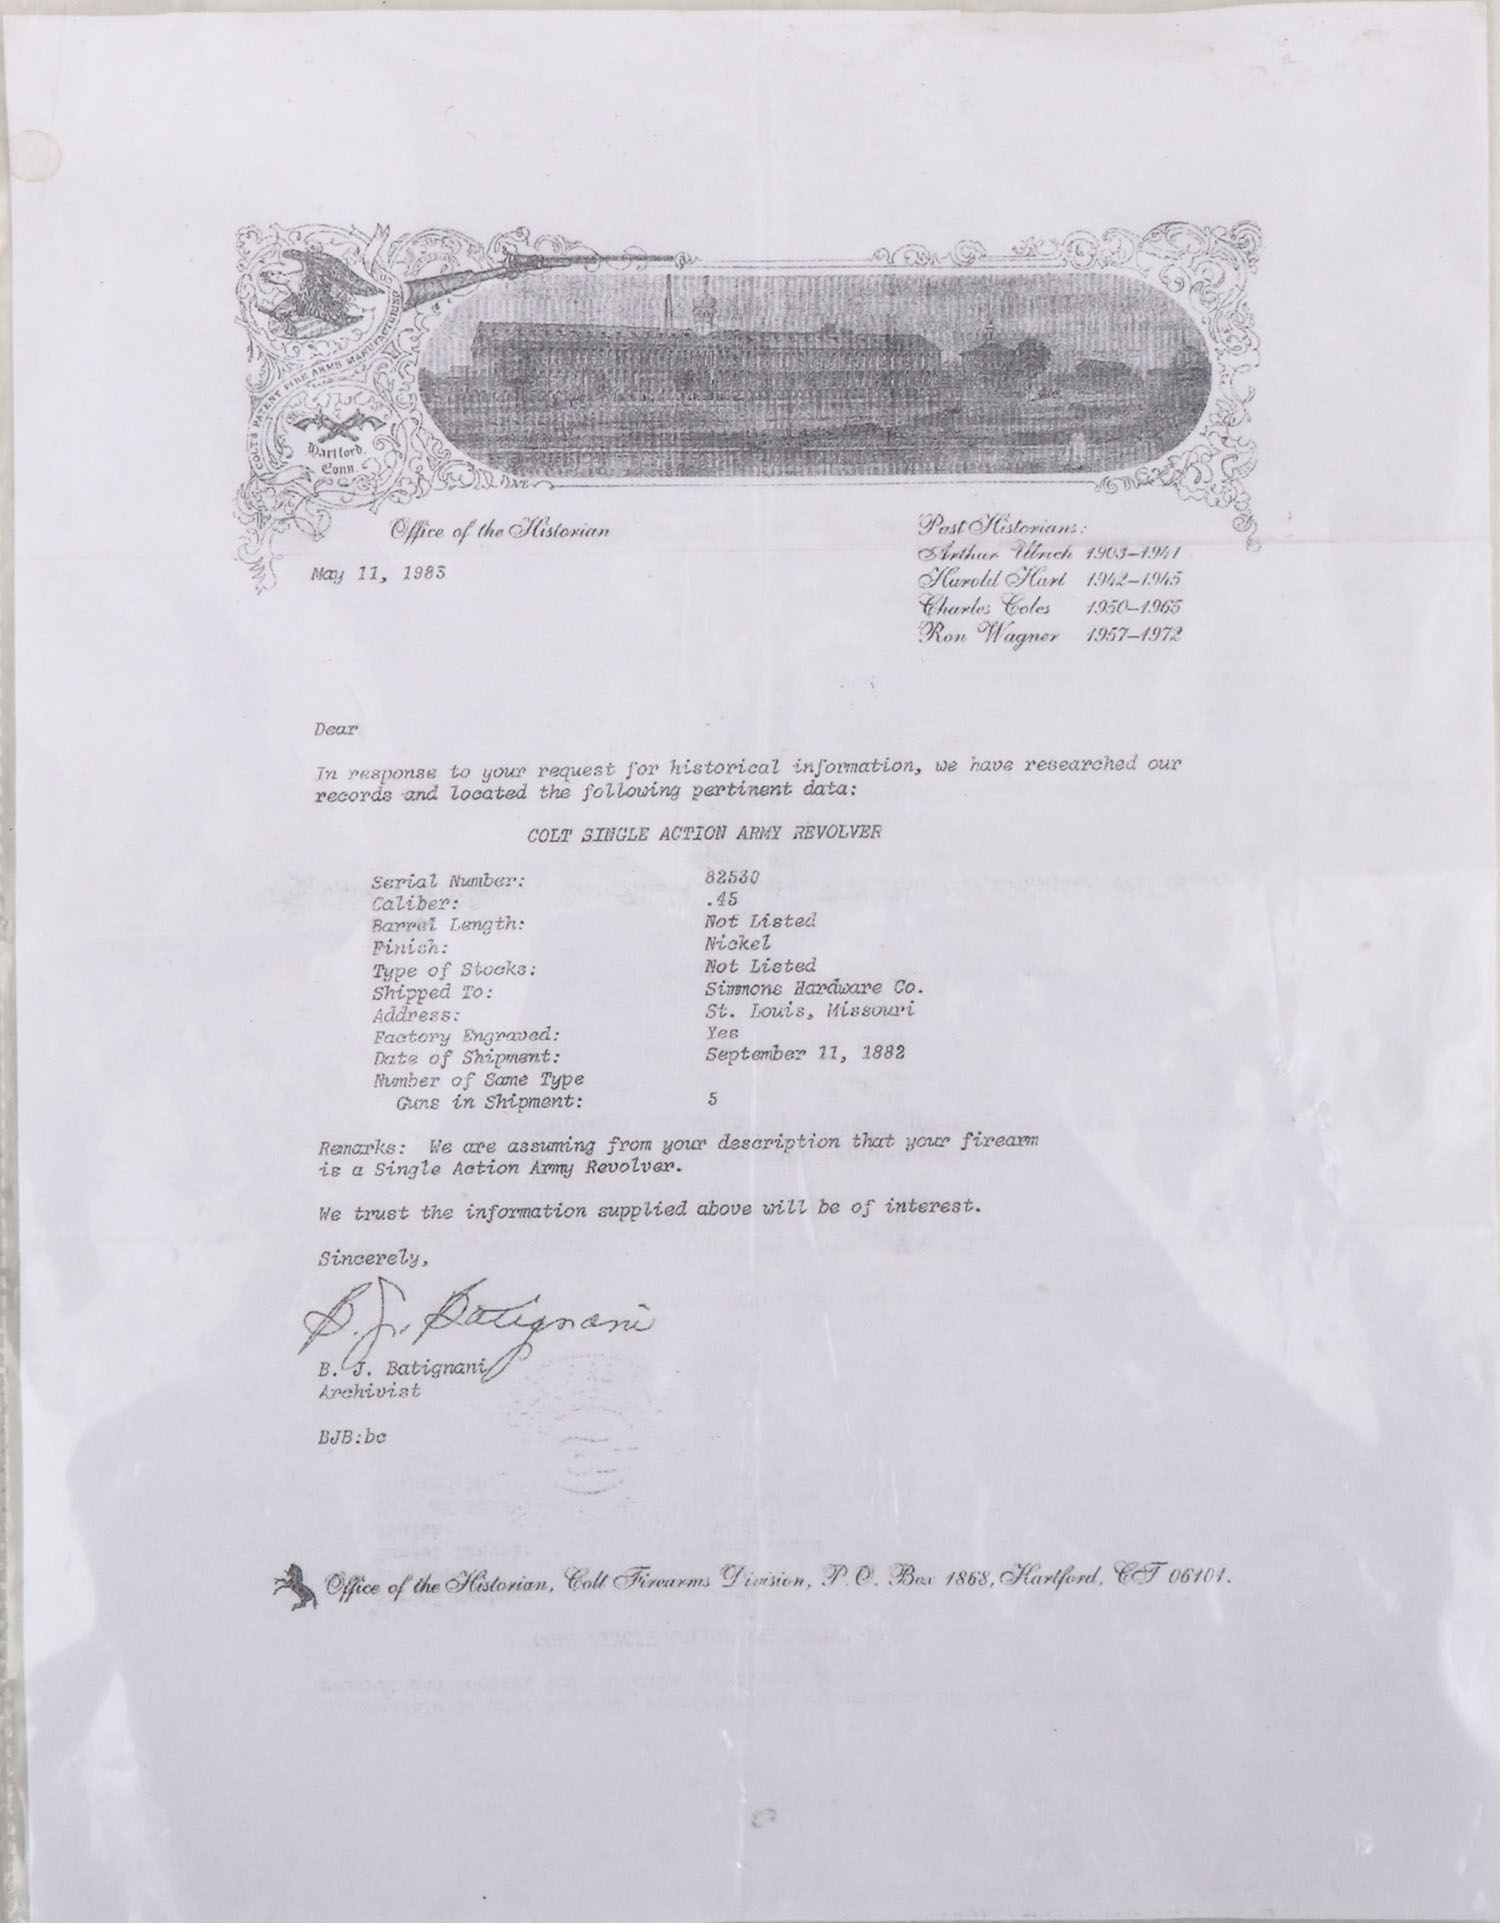 COLT'S PATENT FIRE ARMS MANUFACTURING CO
Hartford,
Conn.
Office of the Historian
Past Historians:
Arthur Ulrich 1903–1941
May 11, 1983
Harold Hart 1942–1945
Charles Coles 1950–1965
Ron Wagner 1957–1972
Dear
In response to your request for historical information, we have researched our
records and located the following pertinent data:
COLT SINGLE ACTION ARMY REVOLVER
Serial Number: 82530
Caliber: .45
Barrel Length: Not Listed
Finish: Nickel
Type of Stocks: Not Listed
Shipped To: Simmons Hardware Co.
Address: St. Louis, Missouri
Factory Engraved: Yes
Date of Shipment: September 11, 1882
Number of Same Type
Guns in Shipment: 5
Remarks: We are assuming from your description that your firearm
is a Single Action Army Revolver.
We trust the information supplied above will be of interest.
Sincerely,
B. J. Batignani
B. J. Batignani
Archivist
BJB:bc
Office of the Historian, Colt Firearms Division, P.O. Box 1868, Hartford, CT 06101.